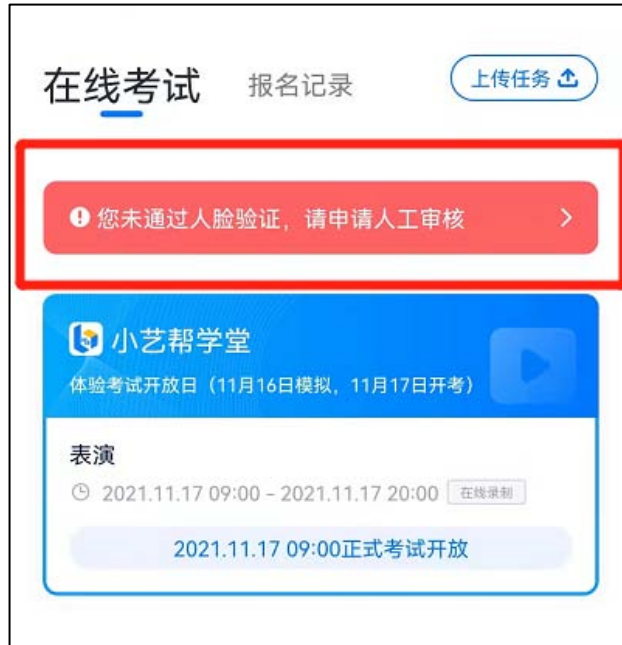 在线考试
报名记录
上传任务
您未通过人脸验证，请申请人工审核
小艺帮学堂
体验考试开放日（11月16日模拟，11月17日开考）
表演
2021.11.17 09:00 - 2021.11.17 20:00
在线录制
2021.11.17 09:00正式考试开放